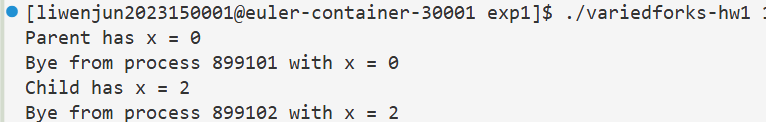 [liwenjun2023150001@euler-container-30001 exp1]$ ./variedforks-hw1
Parent has x = 0
Bye from process 899101 with x = 0
Child has x = 2
Bye from process 899102 with x = 2